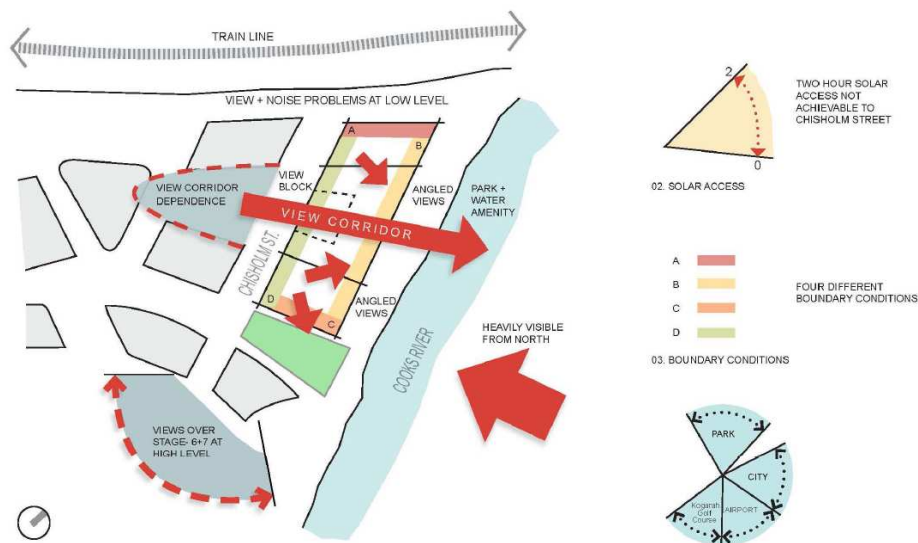 TRAIN LINE
VIEW + NOISE PROBLEMS AT LOW LEVEL
A
B
VIEW CORRIDOR
DEPENDENCE
VIEW
BLOCK
ANGLED
VIEWS
PARK +
WATER
AMENITY
VIEW CORRIDOR
CHISHOLM ST.
D
C
ANGLED
VIEWS
COOKS RIVER
HEAVILY VISIBLE
FROM NORTH
VIEWS OVER
STAGE- 6+7 AT
HIGH LEVEL
2
0
TWO HOUR SOLAR
ACCESS NOT
ACHIEVABLE TO
CHISHOLM STREET
02. SOLAR ACCESS
A
B
C
D
FOUR DIFFERENT
BOUNDARY CONDITIONS
03. BOUNDARY CONDITIONS
PARK
CITY
Kogarah
Golf
Course
AIRPORT